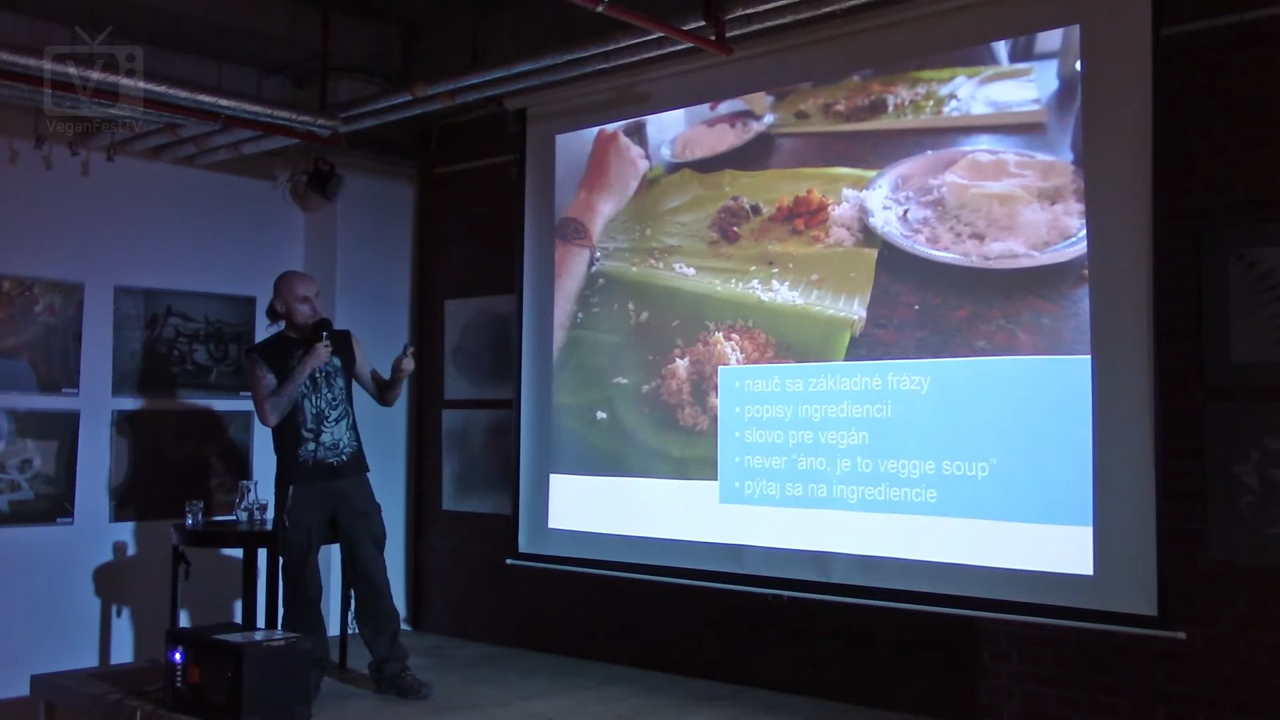 Vi
VeganFestTV
• nauč sa základné frázy
• popisy ingrediencií
• slovo pre vegán
• never "áno, je to veggie soup"
• pýtaj sa na ingrediencie